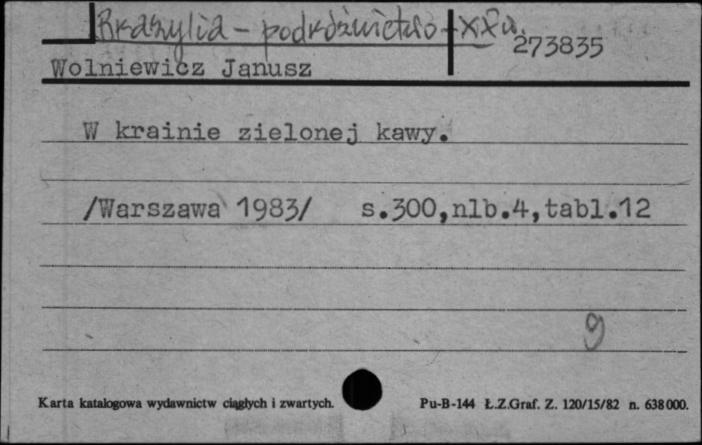 Brazylia - podróżnictwo - XX w.
273835
Wolniewicz Janusz
W krainie zielonej kawy.
/Warszawa 1983/ s.300,nlb.4,tabl.12
9
Karta katalogowa wydawnictw ciągłych i zwartych. Pu-B-144 Ł.Z.Graf. Z. 120/15/82 n. 638000.